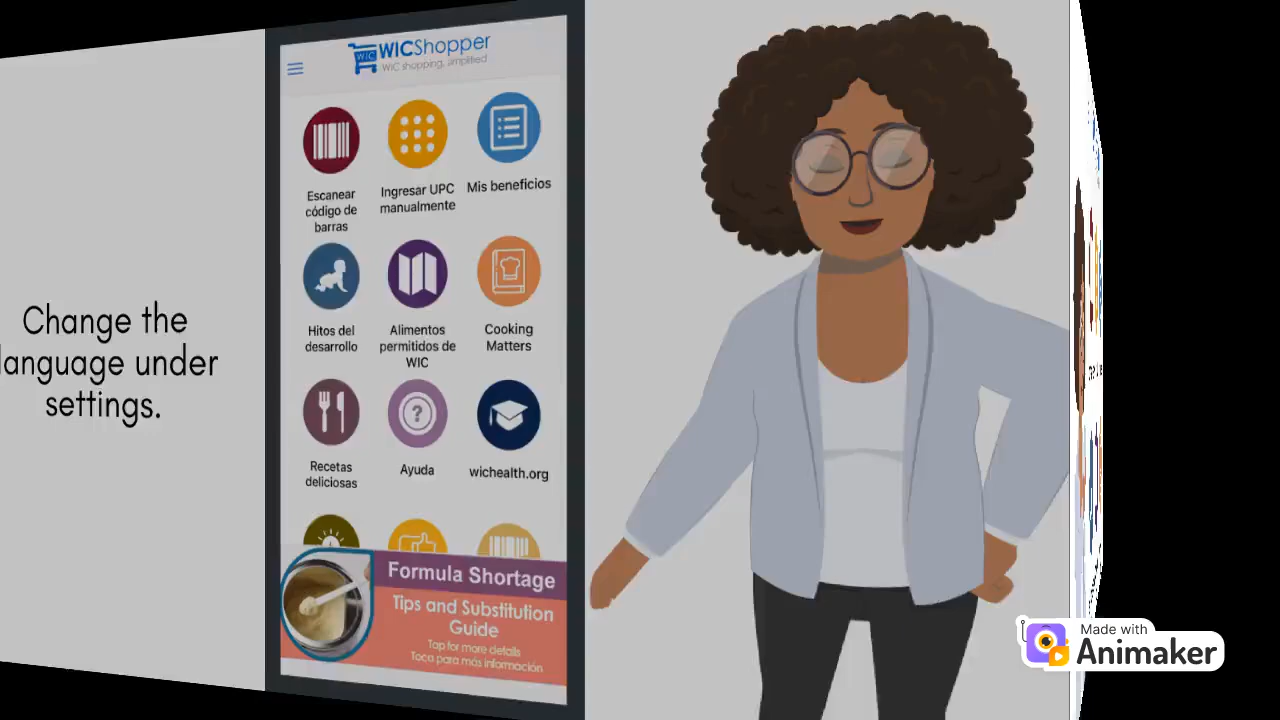 Change the
language under
settings.
WIC
WICShopper
WIC shopping, amplified
Escanear
código de
barras
Ingresar UPC
manualmente
Mis beneficios
Hitos del
desarrollo
Alimentos
permitidos de
WIC
Cooking
Matters
Recetas
deliciosas
Ayuda
wichealth.org
Formula Shortage
Tips and Substitution
Guide
Tap for more details
Toca para más información
Made with
Animaker